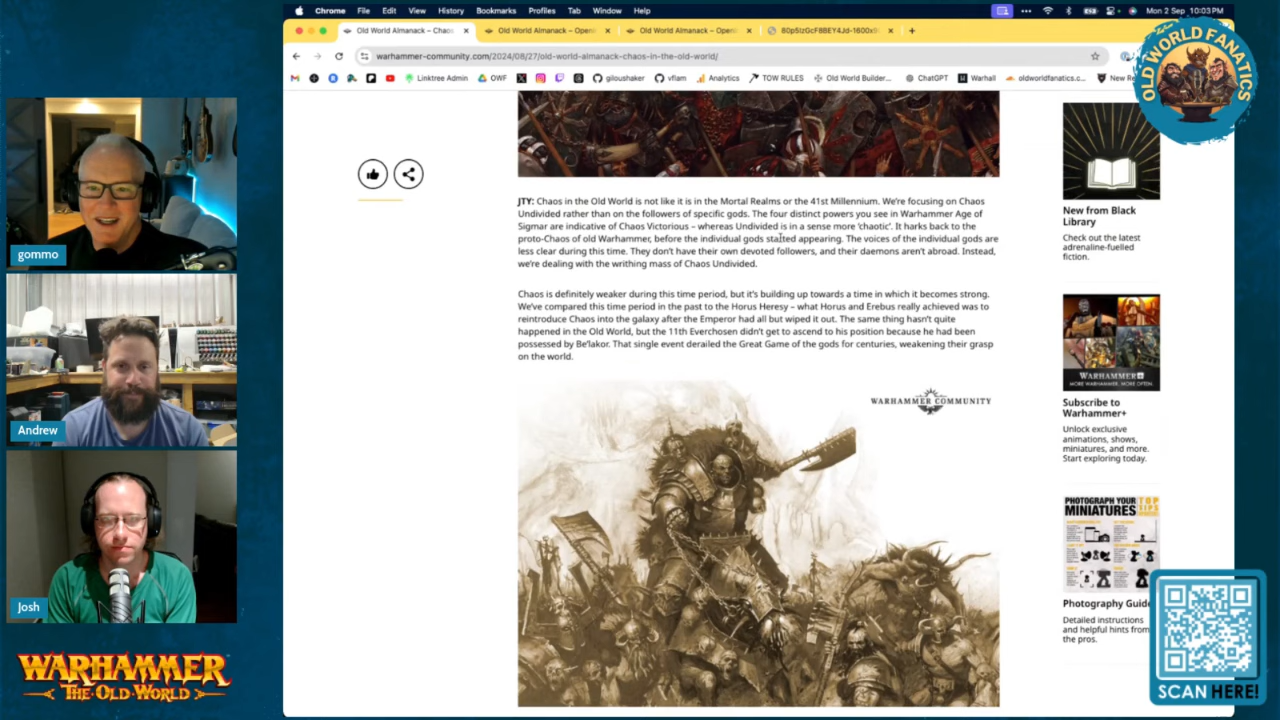 Chrome File Edit View History Bookmarks Profiles Tab Window Help
Mon 2 Sep 10:03 PM
Old World Almanack – Chaos
Old World Almanack – Open
Old World Almanack – Open
80p5IzGcF8BEY4Jd-1600x
warhammer-community.com/2024/08/27/old-world-almanack-chaos-in-the-old-world/
Linktree Admin OWF giloushaker vflam Analytics TOW RULES Old World Builder... ChatGPT Warhall oldworldfanatics.c... New Re
OLD WORLD FANATICS
JTY: Chaos in the Old World is not like it is in the Mortal Realms or the 41st Millennium. We're focusing on Chaos
Undivided rather than on the followers of specific gods. The four distinct powers you see in Warhammer Age of
Sigmar are indicative of Chaos Victorious – whereas Undivided is in a sense more 'chaotic'. It harks back to the
proto-Chaos of old Warhammer, before the individual gods started appearing. The voices of the individual gods are
less clear during this time. They don't have their own devoted followers, and their daemons aren't abroad. Instead,
we're dealing with the writhing mass of Chaos Undivided.
Chaos is definitely weaker during this time period, but it's building up towards a time in which it becomes strong.
We've compared this time period in the past to the Horus Heresy – what Horus and Erebus really achieved was to
reintroduce Chaos into the galaxy after the Emperor had all but wiped it out. The same thing hasn't quite
happened in the Old World, but the 11th Everchosen didn't get to ascend to his position because he had been
possessed by Be'lakor. That single event derailed the Great Game of the gods for centuries, weakening their grasp
on the world.
WARHAMMER COMMUNITY
New from Black
Library
Check out the latest
adrenaline-fuelled
fiction.
WARHAMMER+
MORE WARHAMMER. MORE OFTEN.
Subscribe to
Warhammer+
Unlock exclusive
animations, shows,
miniatures, and more.
Start exploring today.
PHOTOGRAPH YOUR
MINIATURES
TOP
TIPS
Photography Guide
Detailed instructions
and helpful hints from
the pros.
gommo
Andrew
Josh
WARHAMMER
THE OLD WORLD
SCAN HERE!